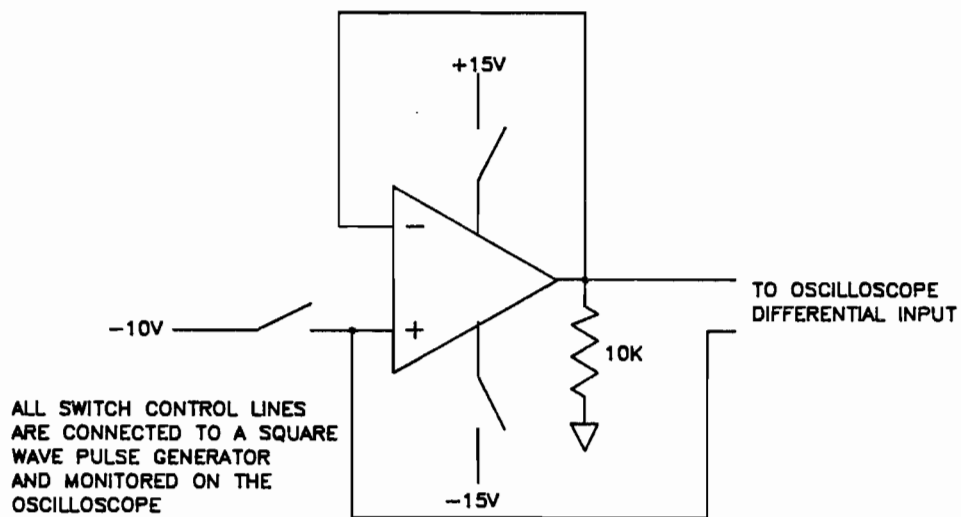 +15V
−
−10V
+
TO OSCILLOSCOPE
DIFFERENTIAL INPUT
10K
ALL SWITCH CONTROL LINES
ARE CONNECTED TO A SQUARE
WAVE PULSE GENERATOR
AND MONITORED ON THE
OSCILLOSCOPE
−15V